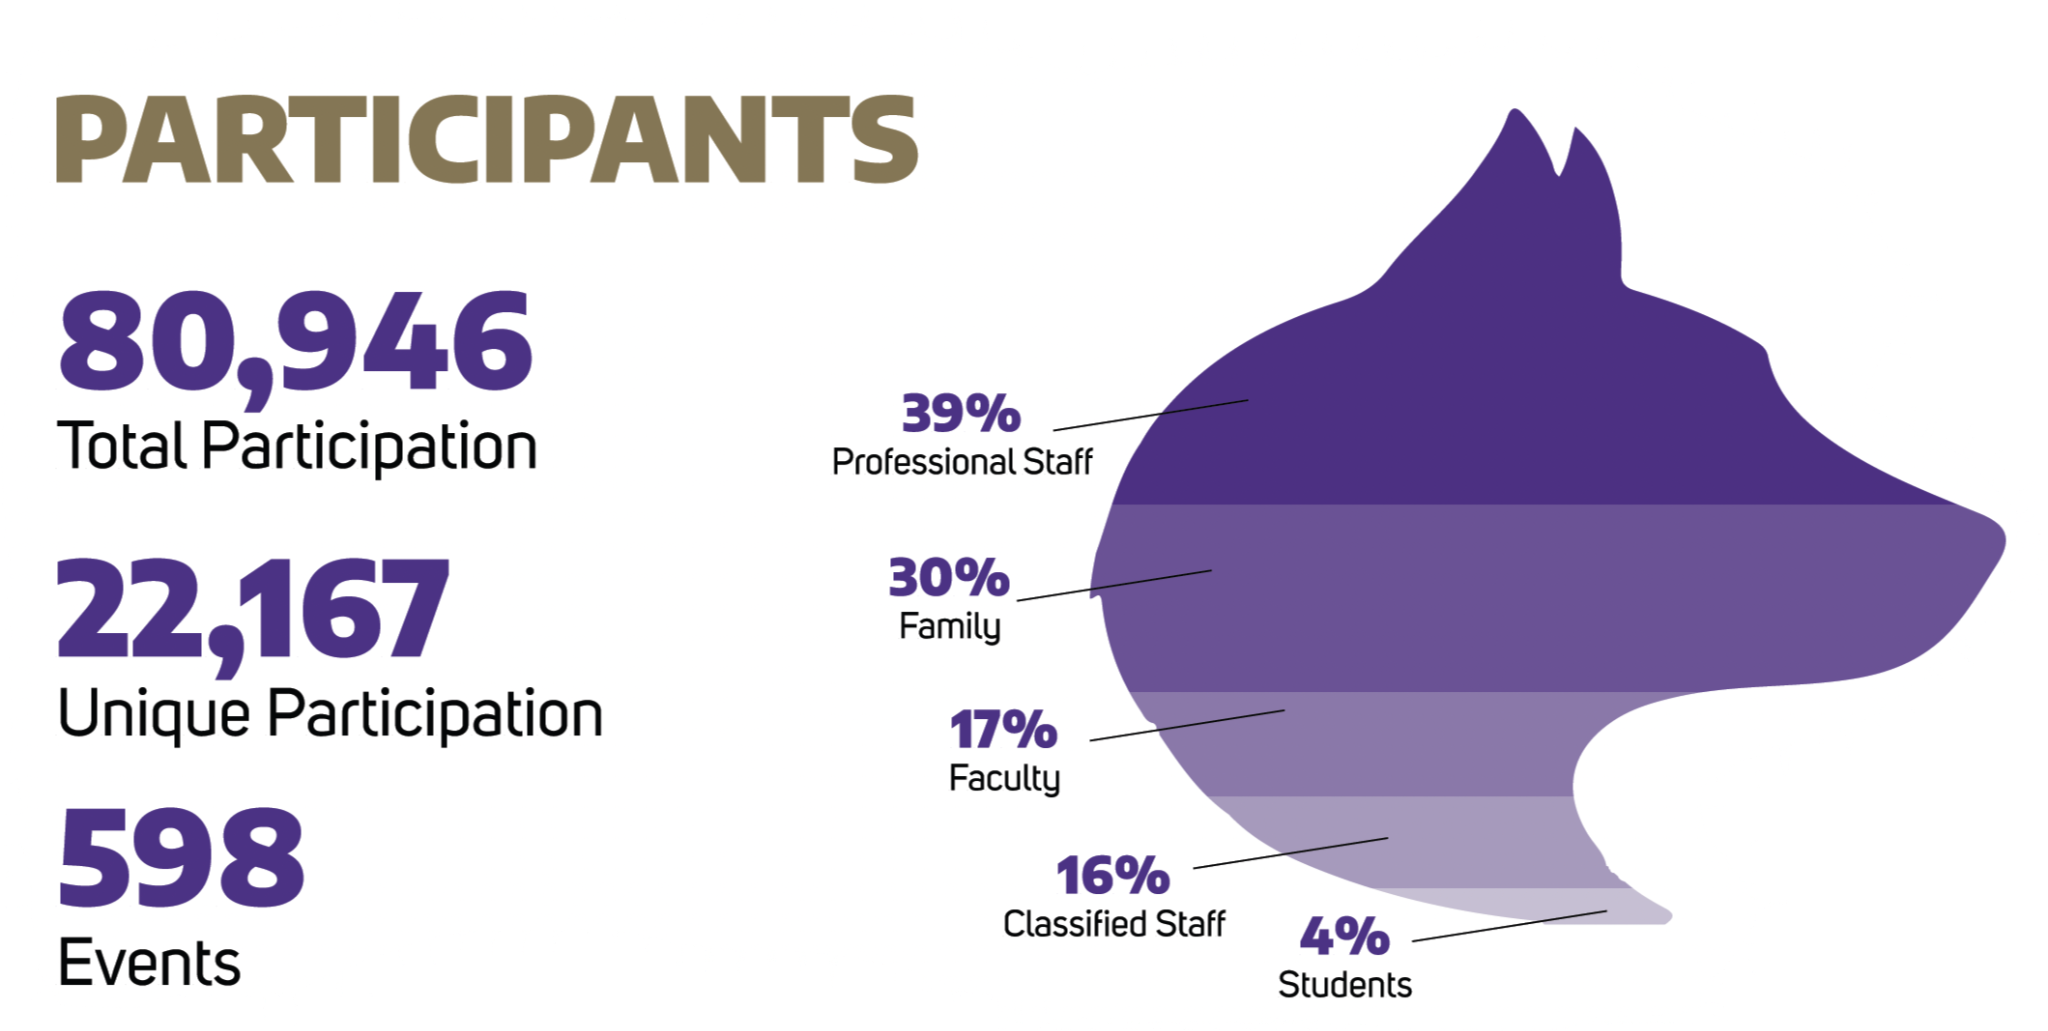 PARTICIPANTS
80,946
Total Participation
22,167
Unique Participation
598
Events
39%
Professional Staff
30%
Family
17%
Faculty
16%
Classified Staff
4%
Students